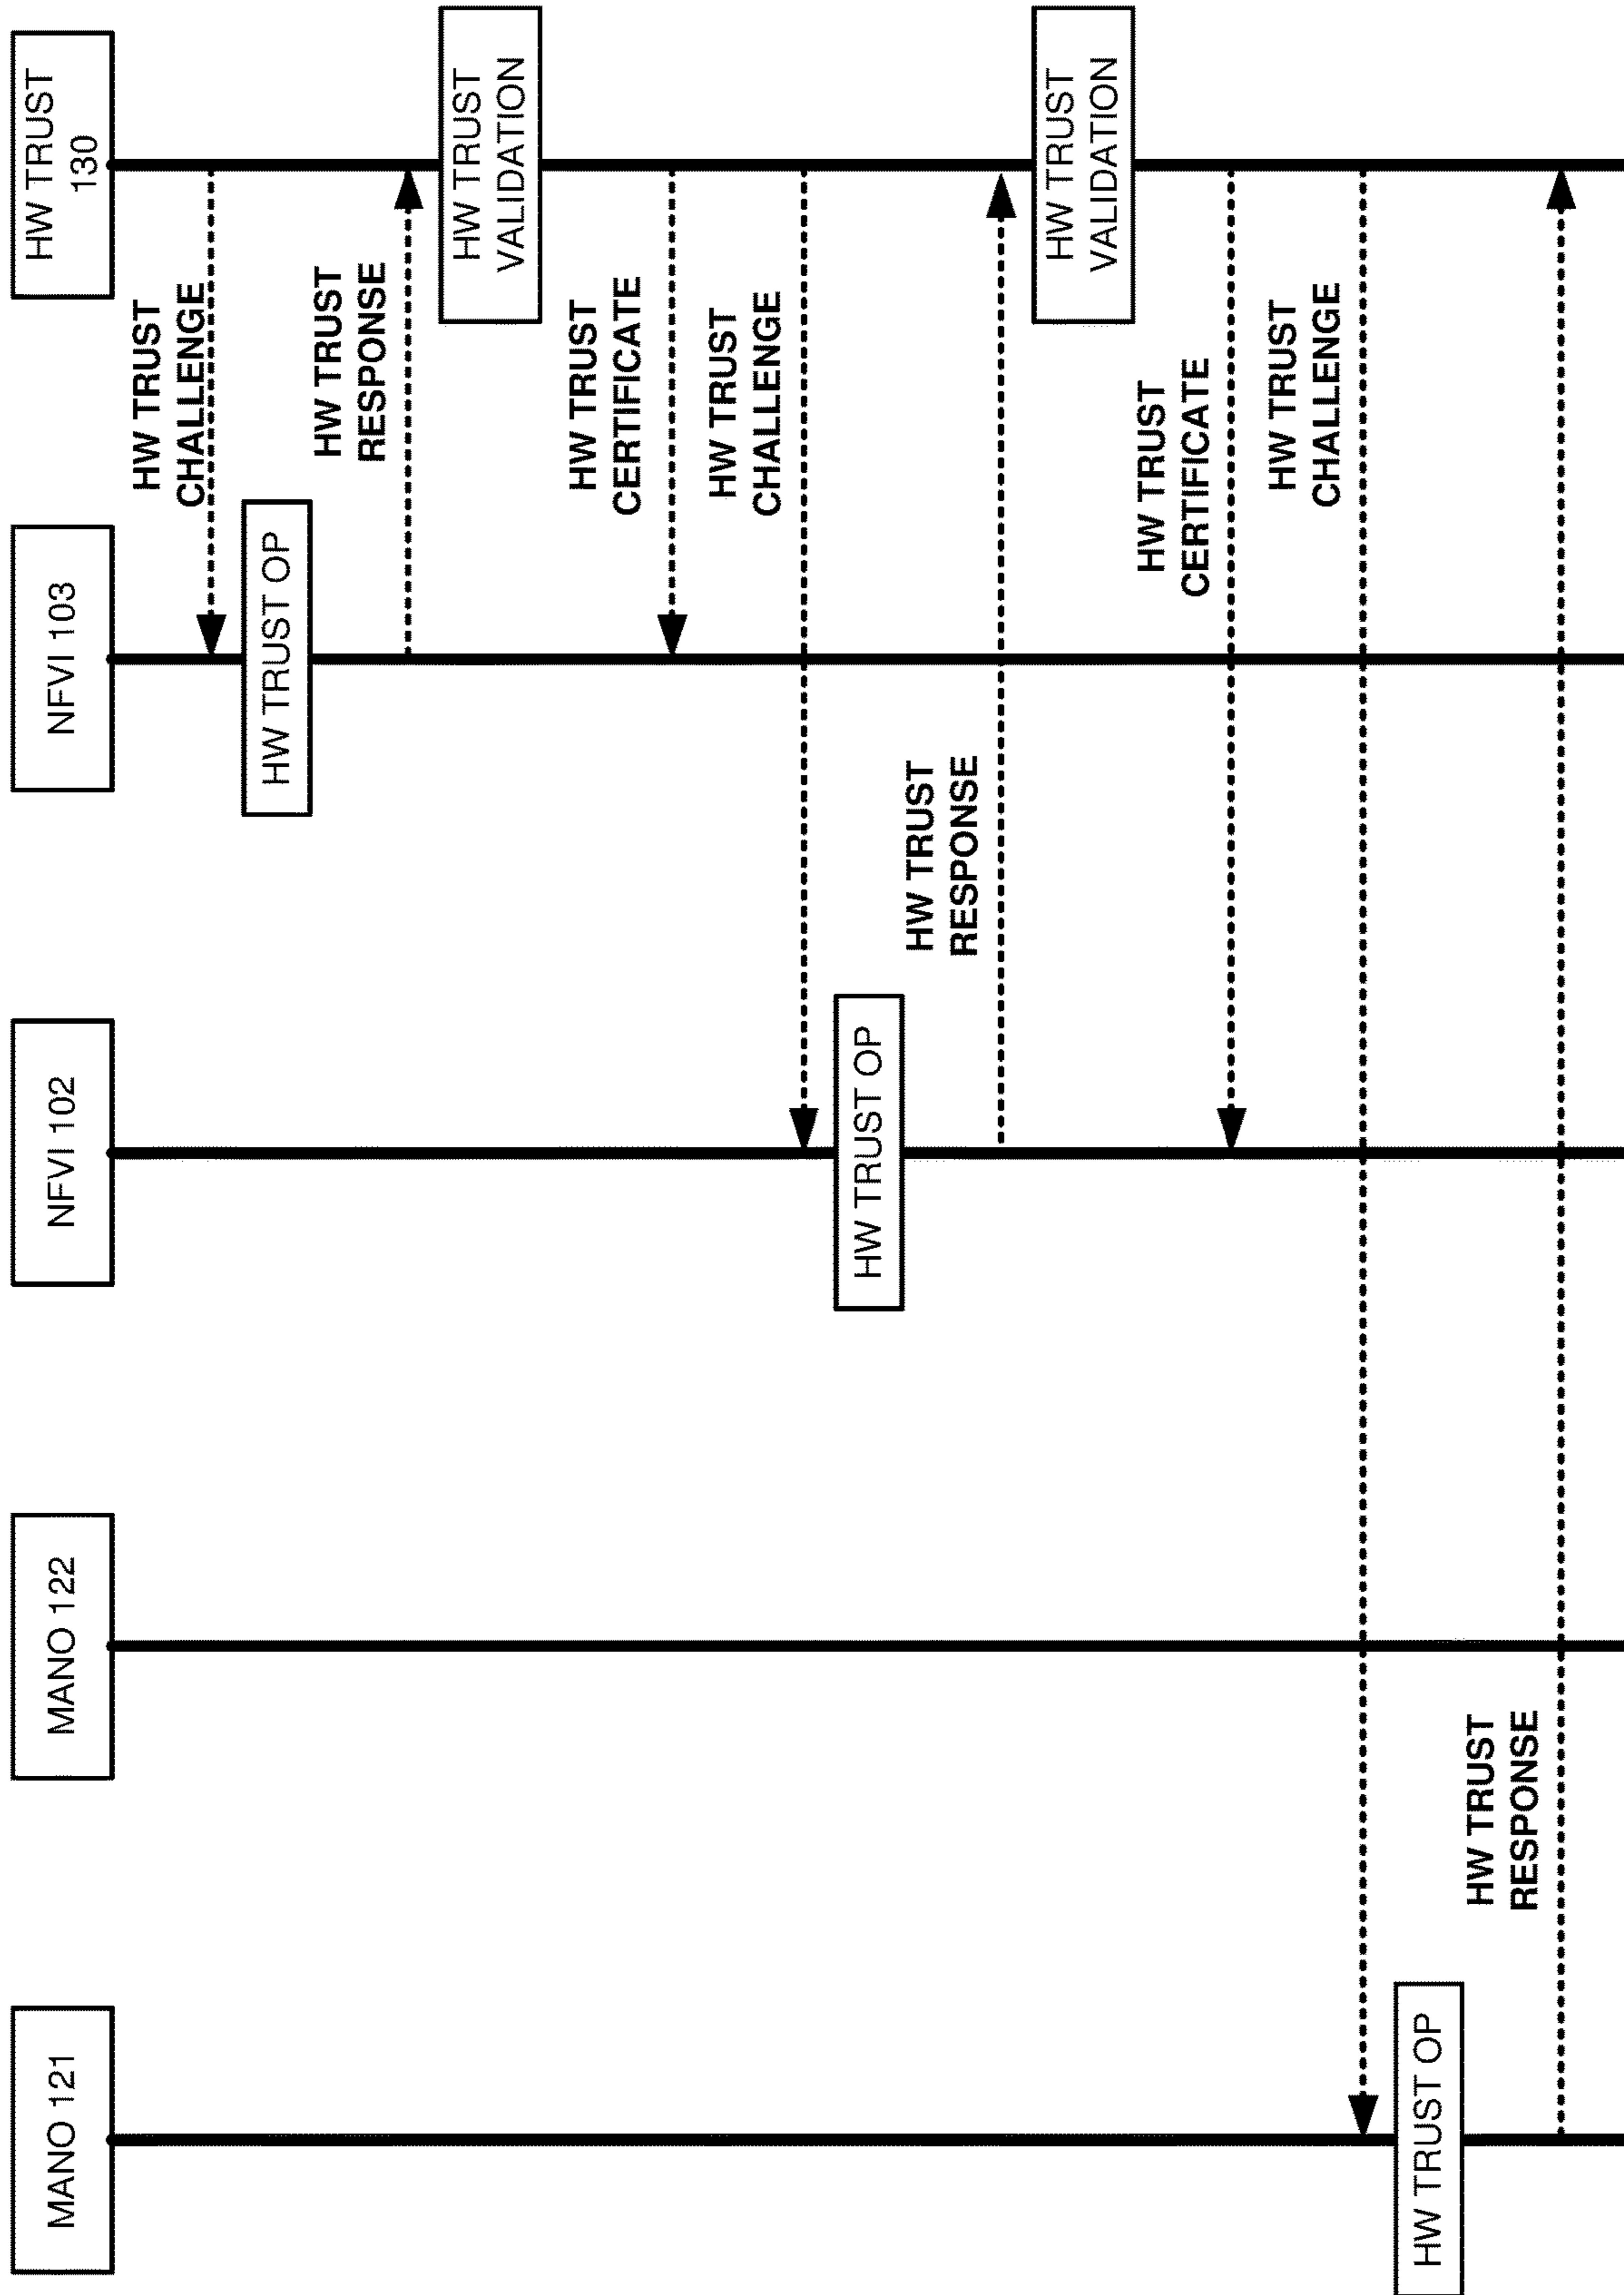 MANO 121
MANO 122
NFVI 102
NFVI 103
HW TRUST
130
HW TRUST
CHALLENGE
HW TRUST OP
HW TRUST
RESPONSE
HW TRUST
VALIDATION
HW TRUST
CERTIFICATE
HW TRUST
CHALLENGE
HW TRUST OP
HW TRUST
RESPONSE
HW TRUST
VALIDATION
HW TRUST
CERTIFICATE
HW TRUST
CHALLENGE
HW TRUST OP
HW TRUST
RESPONSE